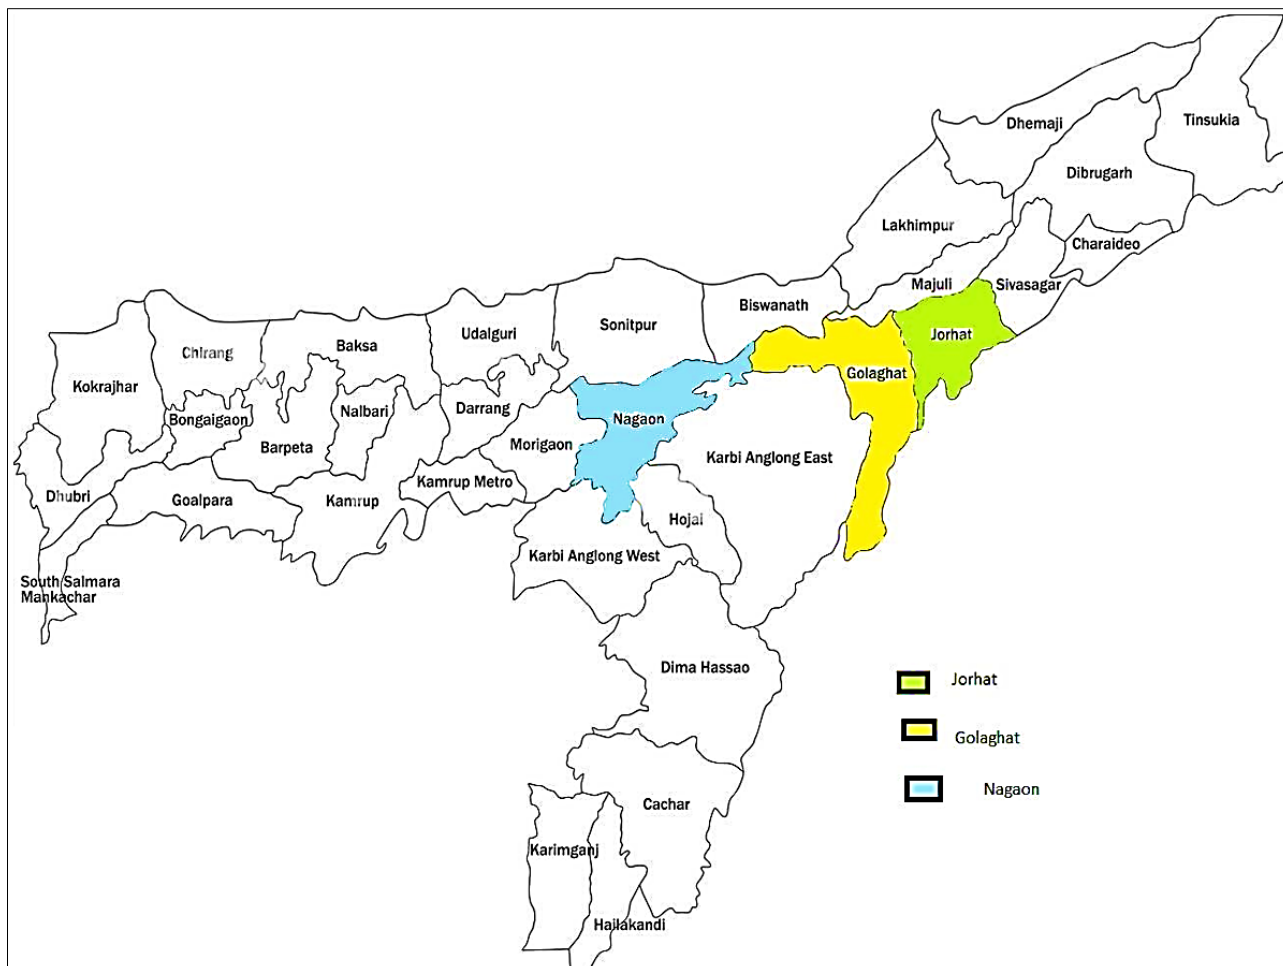 Dhemaji
Tinsukia
Dibrugarh
Lakhimpur
Charaideo
Majuli
Sivasagar
Biswanath
Sonitpur
Udalguri
Jorhat
Baksa
Chirang
Kokrajhar
Golaghat
Nalbari
Darrang
Bongaigaon
Nagaon
Barpeta
Morigaon
Karbi Anglong East
Kamrup Metro
Dhubri
Goalpara
Kamrup
Hojai
Karbi Anglong West
South Salmara
Mankachar
Dima Hassao
Cachar
Karimganj
Hailakandi
Jorhat
Golaghat
Nagaon